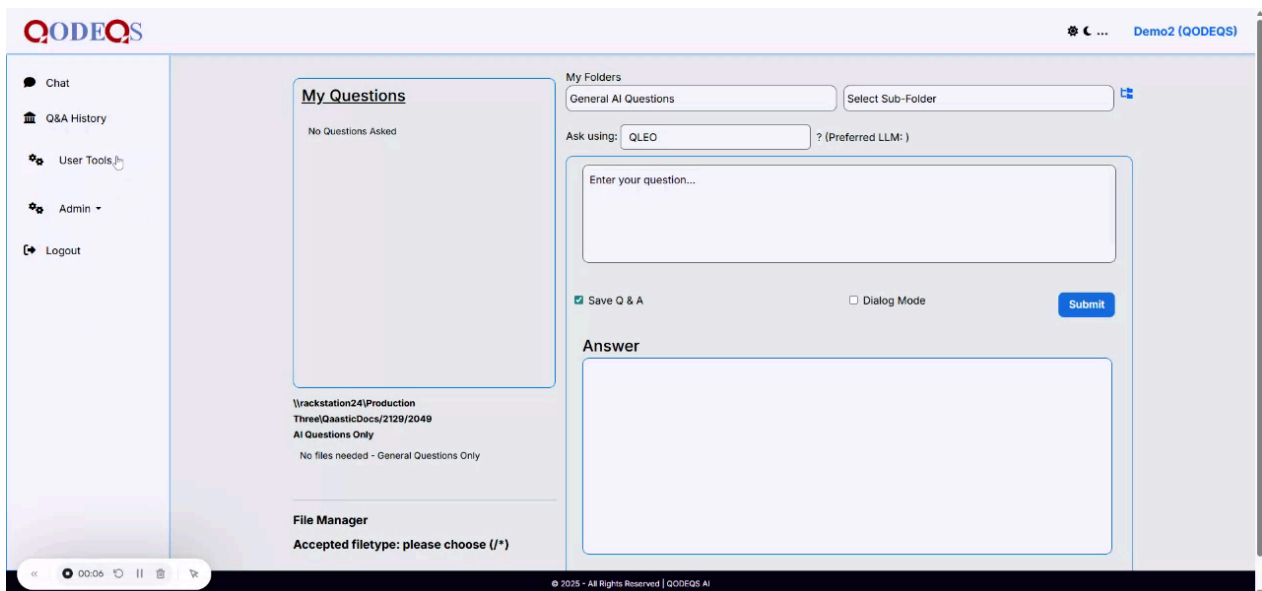 QODEQS
... Demo2 (QODEQS)
Chat
Q&A History
User Tools
Admin
Logout
My Questions
No Questions Asked
\\rackstation24\Production
Three\QaasticDocs/2129/2049
AI Questions Only
No files needed - General Questions Only
File Manager
Accepted filetype: please choose (/*)
My Folders
General AI Questions
Select Sub-Folder
Ask using: QLEO ? (Preferred LLM: )
Enter your question...
Save Q & A
Dialog Mode
Submit
Answer
« 00:06
© 2025 - All Rights Reserved | QODEQS AI